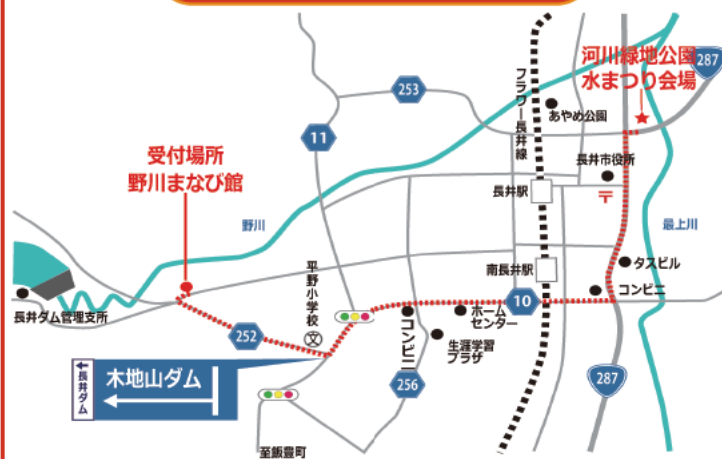 河川緑地公園
水まつり会場
287
253
フラワー長井線
あやめ公園
11
受付場所
野川まなび館
長井市役所
〒
長井駅
野川
最上川
平野小学校
文
南長井駅
タスビル
コンビニ
長井ダム管理支所
10
ホーム
センター
コンビニ
252
生涯学習
プラザ
木地山ダム
←長井ダム
256
287
至飯豊町